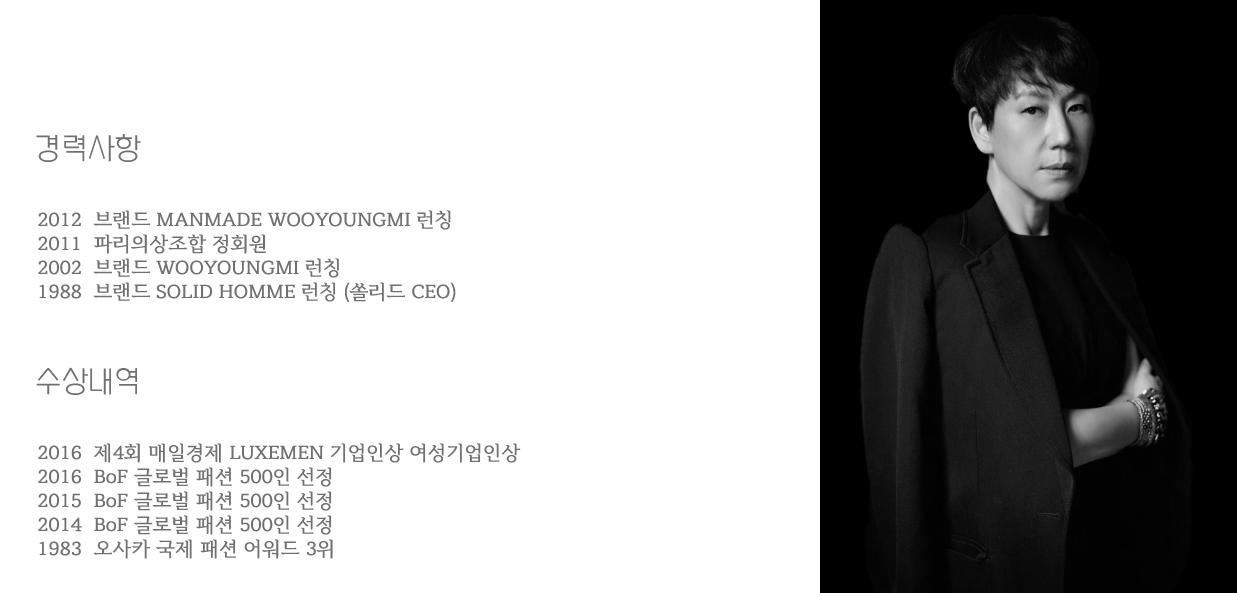 경력사항
2012 브랜드 MANMADE WOOYOUNGMI 런칭
2011 파리의상조합 정회원
2002 브랜드 WOOYOUNGMI 런칭
1988 브랜드 SOLID HOMME 런칭 (쏠리드 CEO)
수상내역
2016 제4회 매일경제 LUXEMEN 기업인상 여성기업인상
2016 BoF 글로벌 패션 500인 선정
2015 BoF 글로벌 패션 500인 선정
2014 BoF 글로벌 패션 500인 선정
1983 오사카 국제 패션 어워드 3위